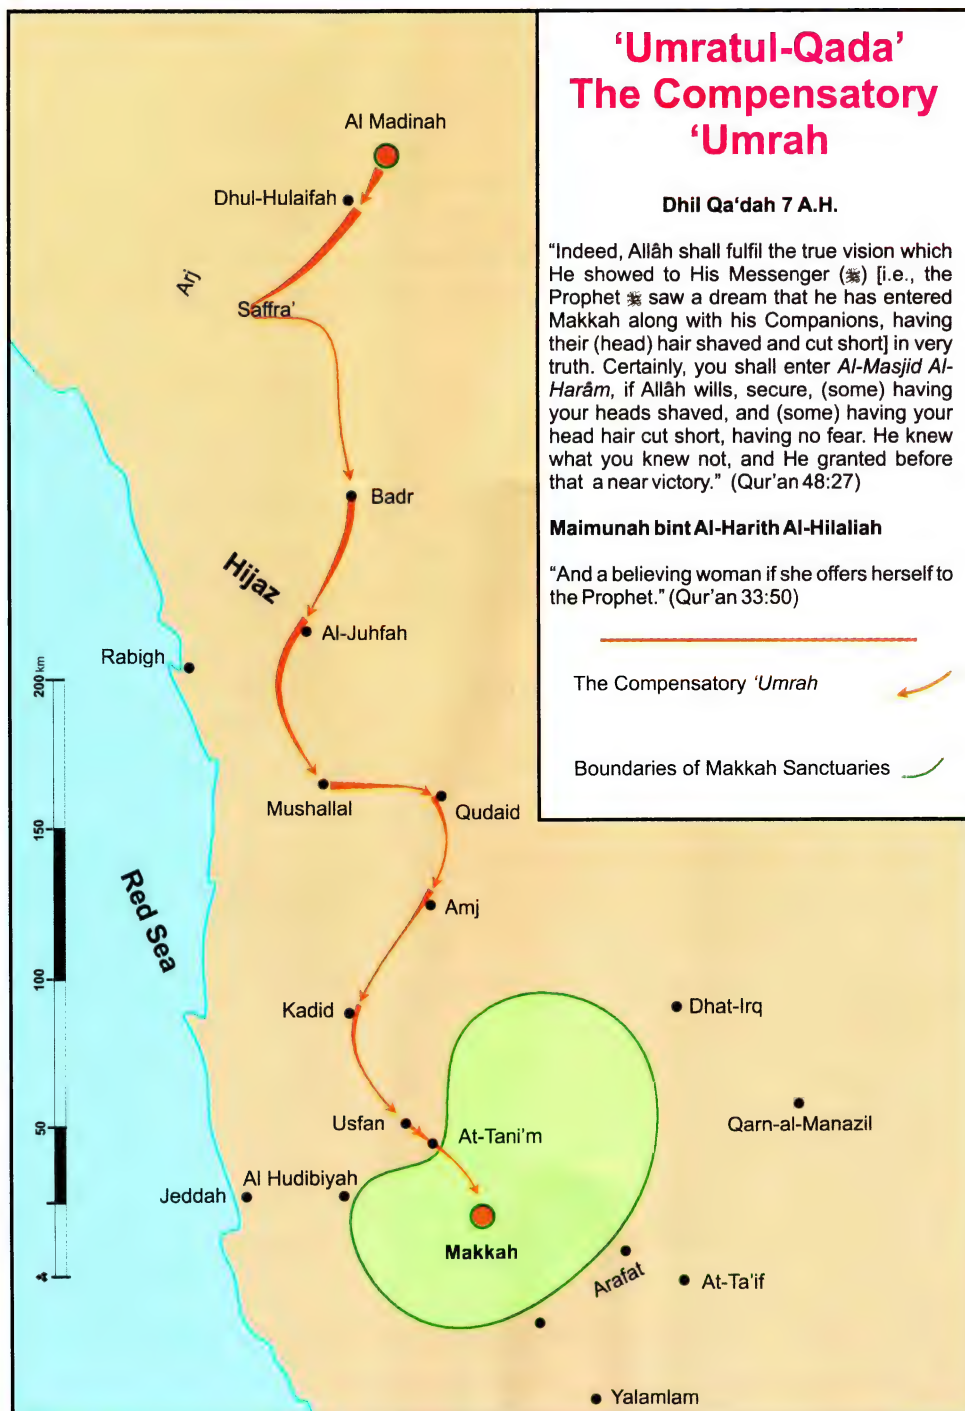 ‘Umratul-Qada’
The Compensatory
‘Umrah
Dhil Qa‘dah 7 A.H.
“Indeed, Allâh shall fulfil the true vision which
He showed to His Messenger (ﷺ) [i.e., the
Prophet ﷺ saw a dream that he has entered
Makkah along with his Companions, having
their (head) hair shaved and cut short] in very
truth. Certainly, you shall enter Al-Masjid Al-
Harâm, if Allâh wills, secure, (some) having
your heads shaved, and (some) having your
head hair cut short, having no fear. He knew
what you knew not, and He granted before
that a near victory.” (Qur’an 48:27)
Maimunah bint Al-Harith Al-Hilaliah
“And a believing woman if she offers herself to
the Prophet.” (Qur’an 33:50)
The Compensatory ‘Umrah
Boundaries of Makkah Sanctuaries
Al Madinah
Dhul-Hulaifah
Arj
Saffra’
Badr
Hijaz
Al-Juhfah
Rabigh
200 km
Mushallal
Qudaid
150
Red Sea
Amj
100
Kadid
Dhat-Irq
50
Usfan
At-Tani’m
Qarn-al-Manazil
Al Hudibiyah
Jeddah
Makkah
Arafat
At-Ta’if
Yalamlam